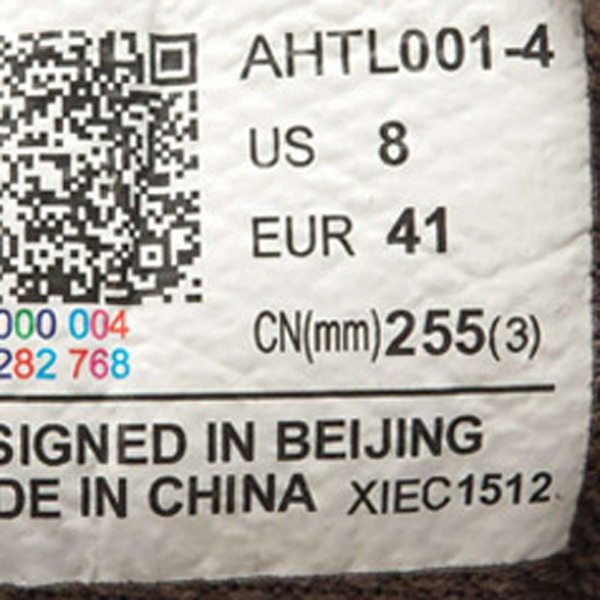 AHTL001-4
US 8
EUR 41
CN(mm)255(3)
000 004
282 768
SIGNED IN BEIJING
DE IN CHINA XIEC1512